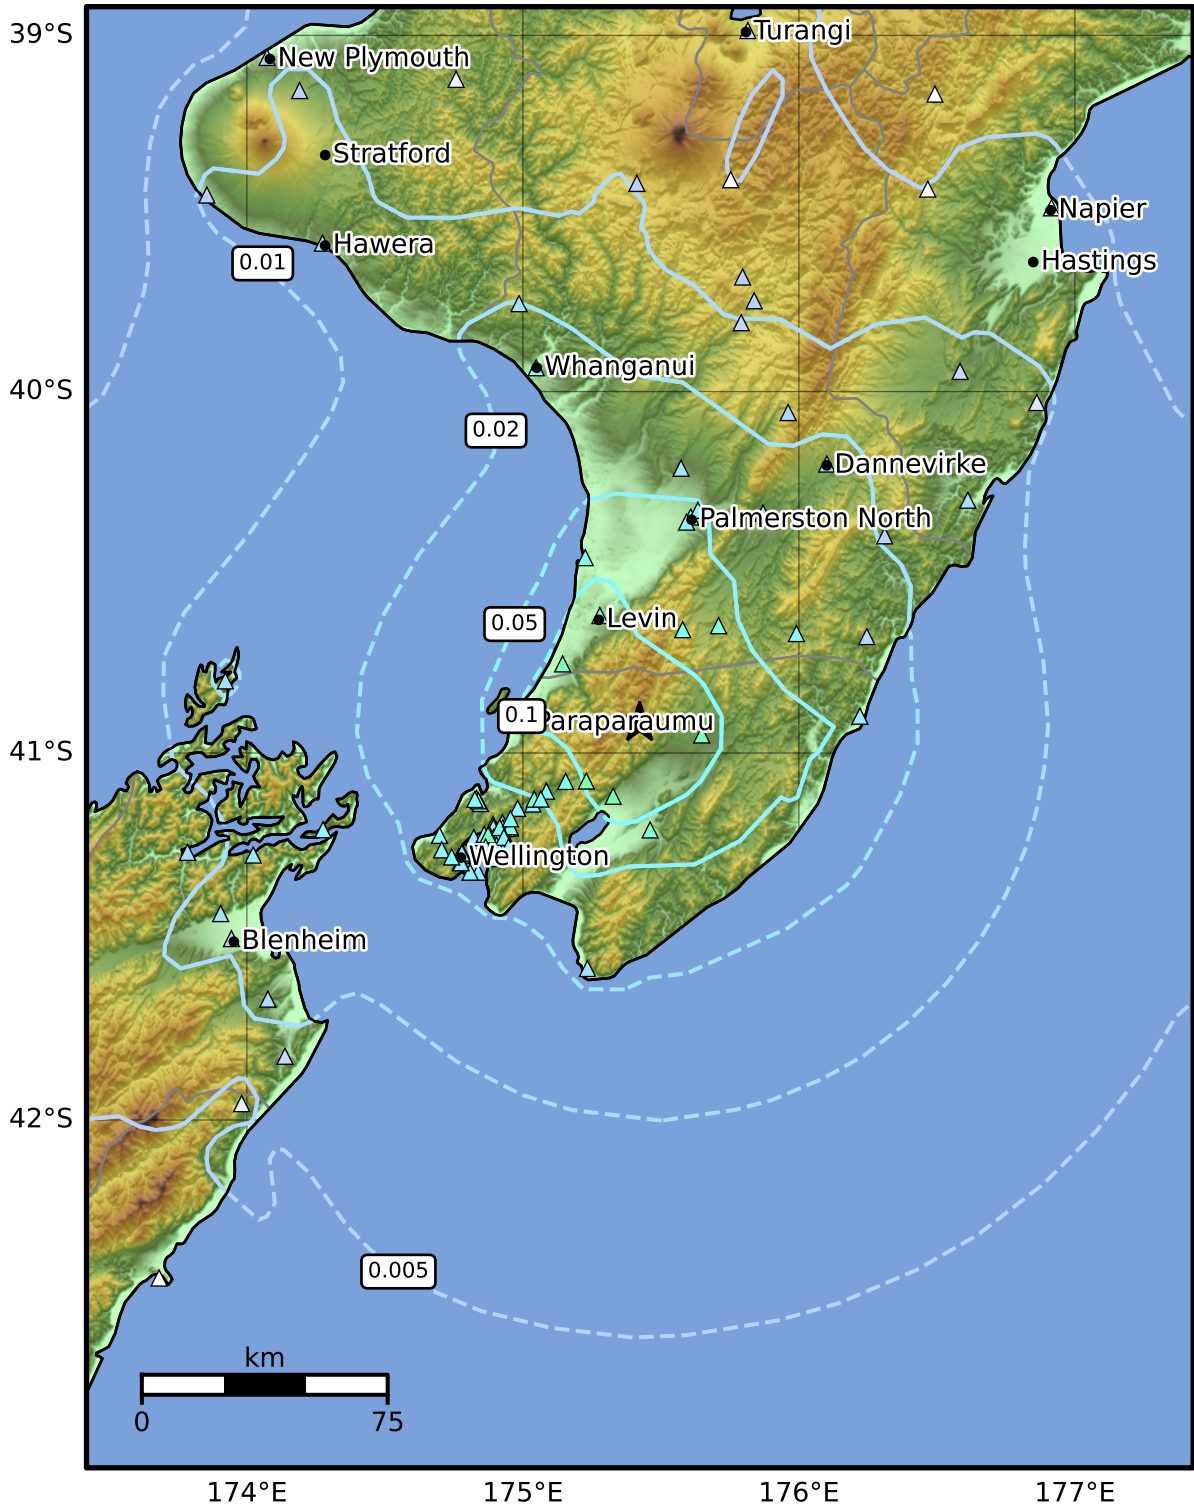 39°S
Turangi
New Plymouth
Stratford
Napier
Hawera
0.01
Hastings
Whanganui
40°S
0.02
Dannevirke
Palmerston North
0.05
Levin
0.1
Paraparaumu
41°S
Wellington
Blenheim
42°S
0.005
km
0
75
174°E
175°E
176°E
177°E